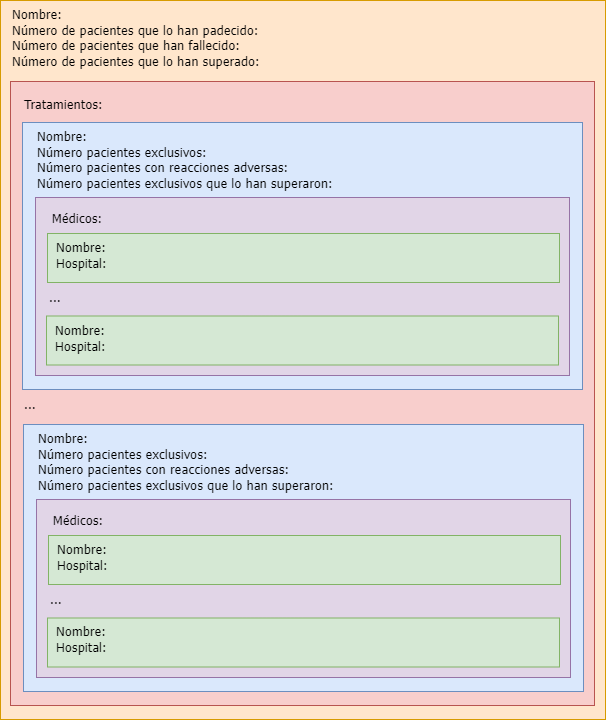 Nombre:
Número de pacientes que lo han padecido:
Número de pacientes que han fallecido:
Número de pacientes que lo han superado:
Tratamientos:
Nombre:
Número pacientes exclusivos:
Número pacientes con reacciones adversas:
Número pacientes exclusivos que lo han superaron:
Médicos:
Nombre:
Hospital:
...
Nombre:
Hospital:
...
Nombre:
Número pacientes exclusivos:
Número pacientes con reacciones adversas:
Número pacientes exclusivos que lo han superaron:
Médicos:
Nombre:
Hospital:
...
Nombre:
Hospital: